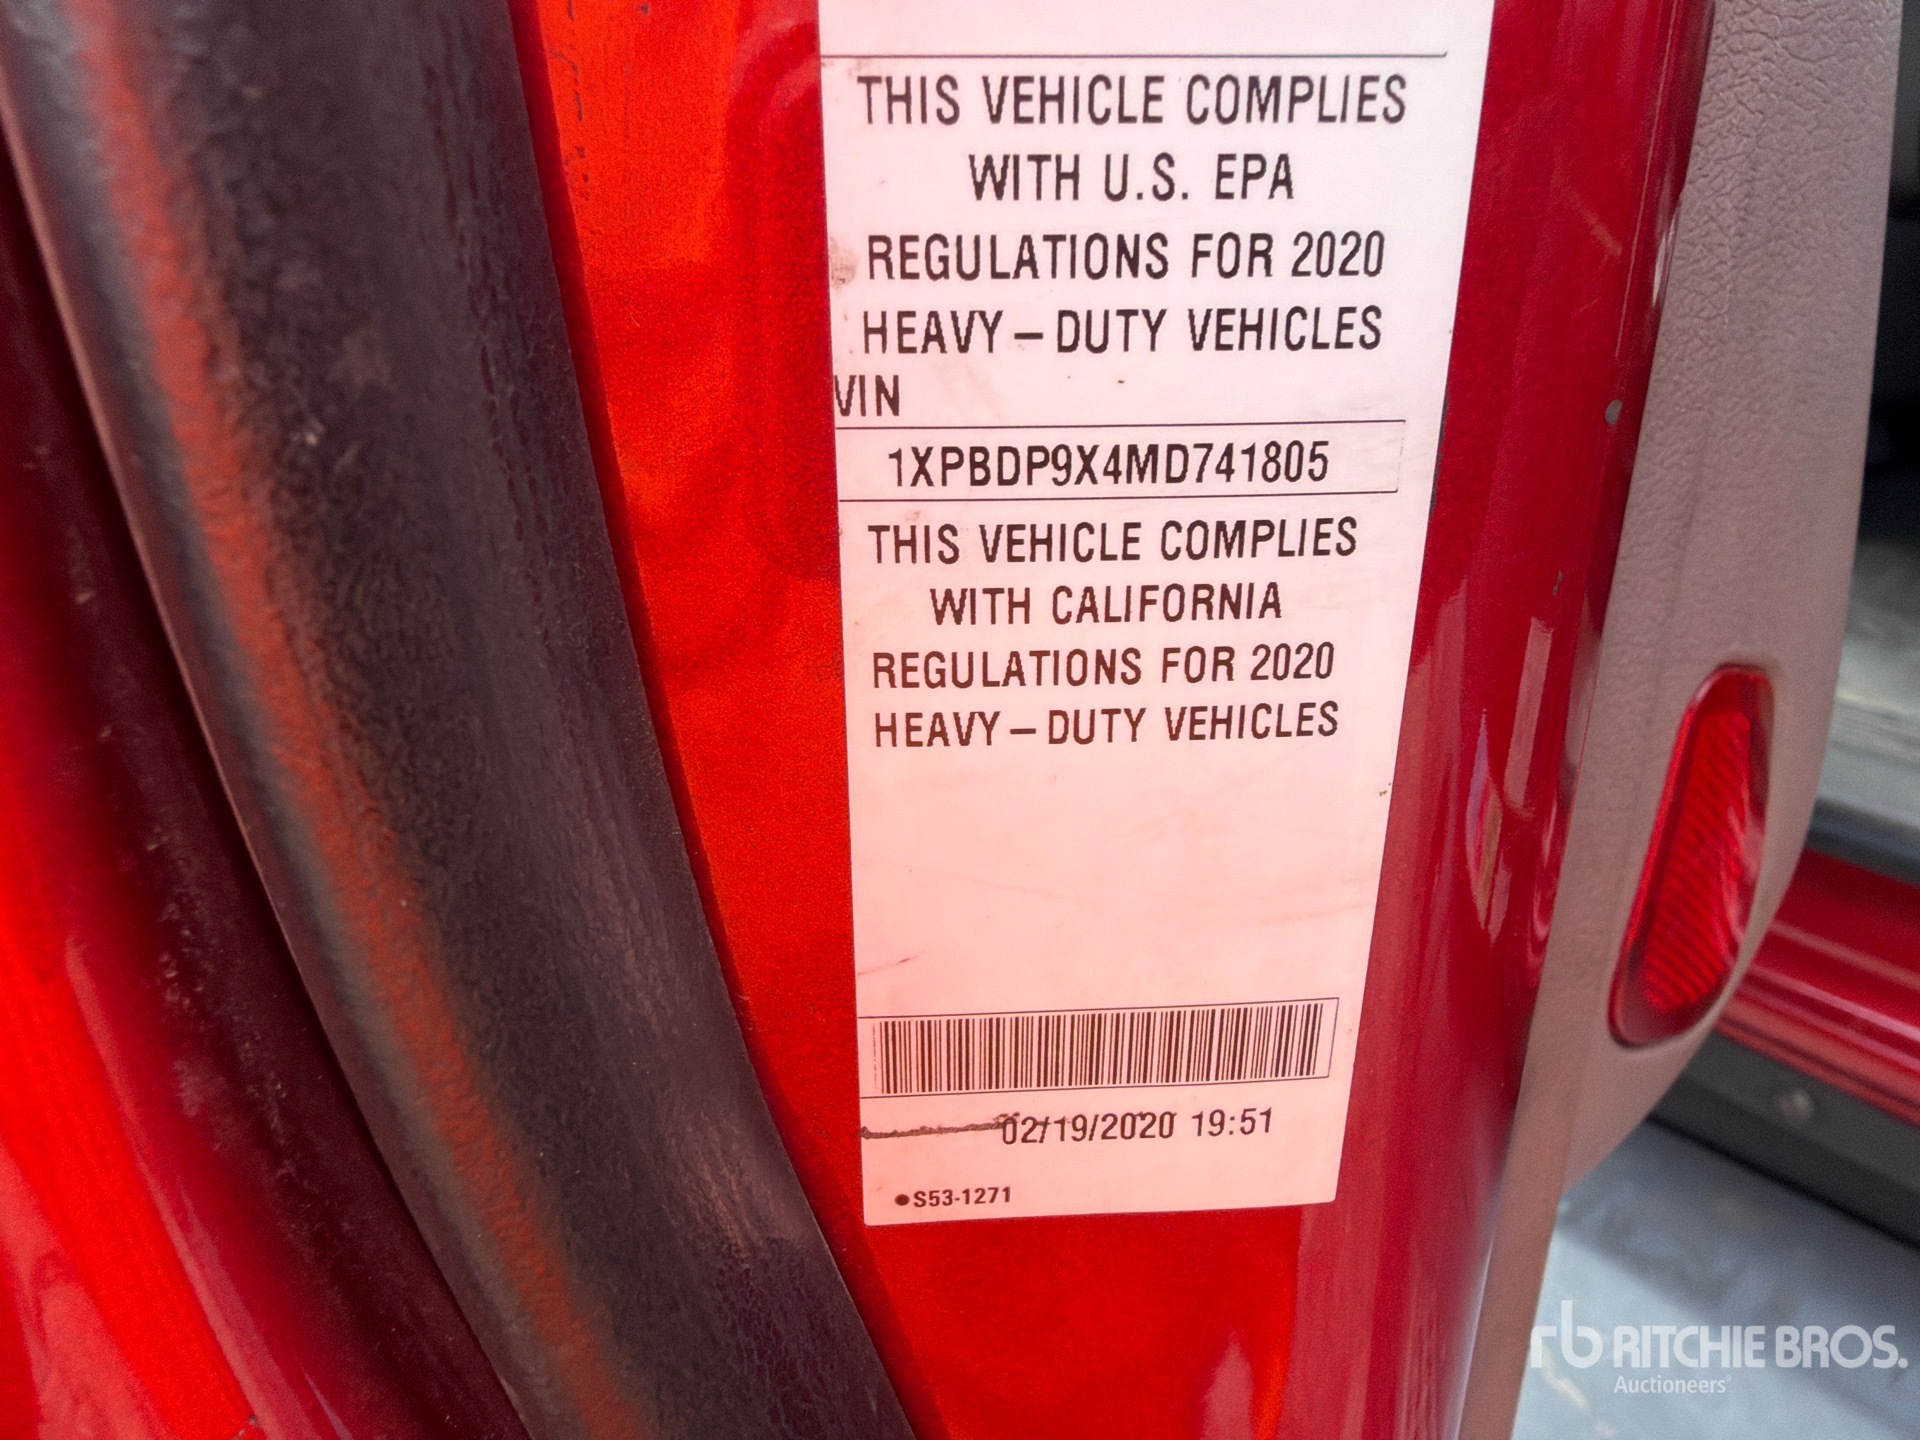 THIS VEHICLE COMPLIES
WITH U.S. EPA
REGULATIONS FOR 2020
HEAVY – DUTY VEHICLES
VIN
1XPBDP9X4MD741805
THIS VEHICLE COMPLIES
WITH CALIFORNIA
REGULATIONS FOR 2020
HEAVY – DUTY VEHICLES
02/19/2020 19:51
●S53-1271
rb RITCHIE BROS.
Auctioneers